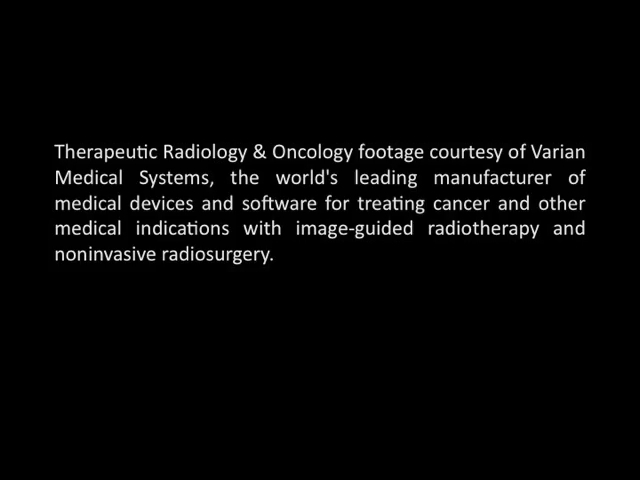 Therapeutic Radiology & Oncology footage courtesy of Varian
Medical Systems, the world's leading manufacturer of
medical devices and software for treating cancer and other
medical indications with image-guided radiotherapy and
noninvasive radiosurgery.